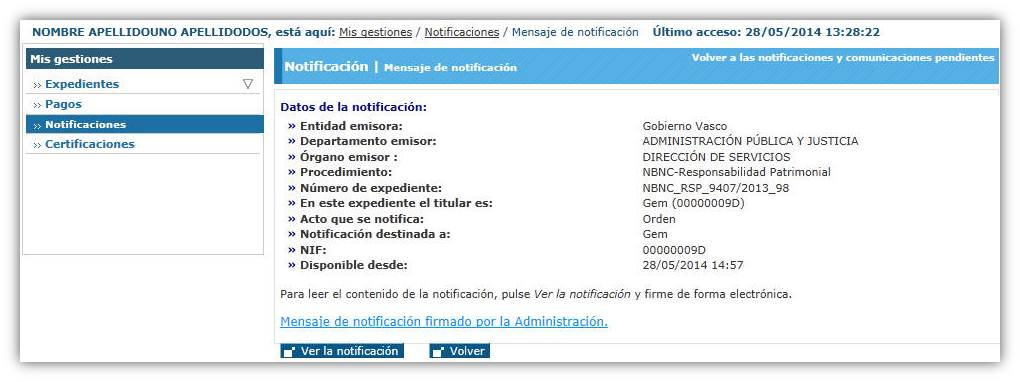 NOMBRE APELLIDOUNO APELLIDODOS, está aquí: Mis gestiones / Notificaciones / Mensaje de notificación Último acceso: 28/05/2014 13:28:22
Mis gestiones
›› Expedientes ▽
›› Pagos
›› Notificaciones
›› Certificaciones
Notificación | Mensaje de notificación
Volver a las notificaciones y comunicaciones pendientes
Datos de la notificación:
» Entidad emisora: Gobierno Vasco
» Departamento emisor: ADMINISTRACIÓN PÚBLICA Y JUSTICIA
» Órgano emisor : DIRECCIÓN DE SERVICIOS
» Procedimiento: NBNC-Responsabilidad Patrimonial
» Número de expediente: NBNC_RSP_9407/2013_98
» En este expediente el titular es: Gem (00000009D)
» Acto que se notifica: Orden
» Notificación destinada a: Gem
» NIF: 00000009D
» Disponible desde: 28/05/2014 14:57
Para leer el contenido de la notificación, pulse Ver la notificación y firme de forma electrónica.
Mensaje de notificación firmado por la Administración.
Ver la notificación Volver